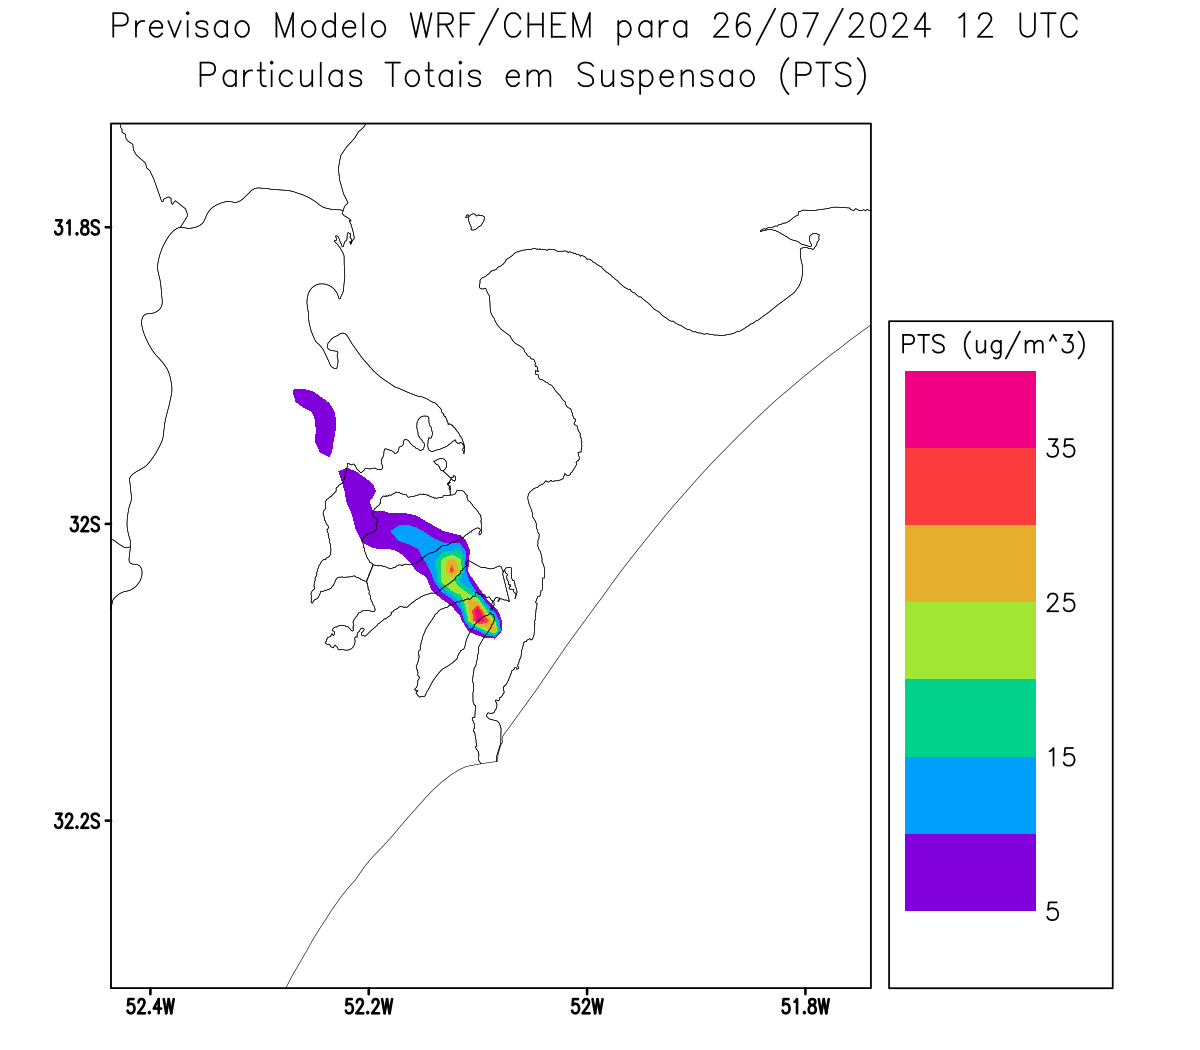 Previsao Modelo WRF/CHEM para 26/07/2024 12 UTC
Particulas Totais em Suspensao (PTS)
31.8S
32S
32.2S
52.4W
52.2W
52W
51.8W
PTS (ug/m^3)
35
25
15
5